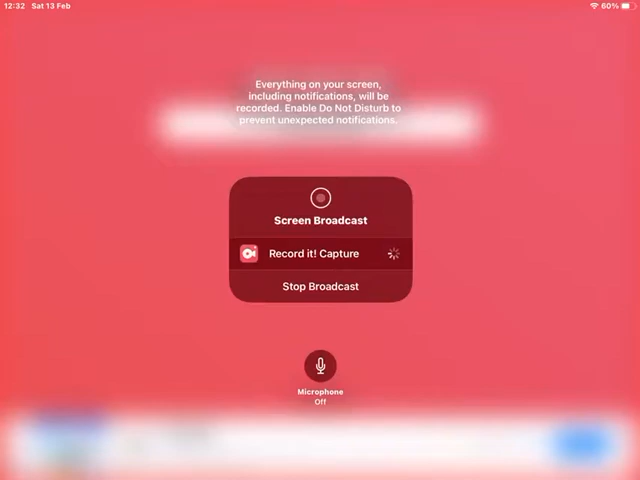 12:32 Sat 13 Feb 60%
Everything on your screen,
including notifications, will be
recorded. Enable Do Not Disturb to
prevent unexpected notifications.
Screen Broadcast
Record it! Capture
Stop Broadcast
Microphone
Off